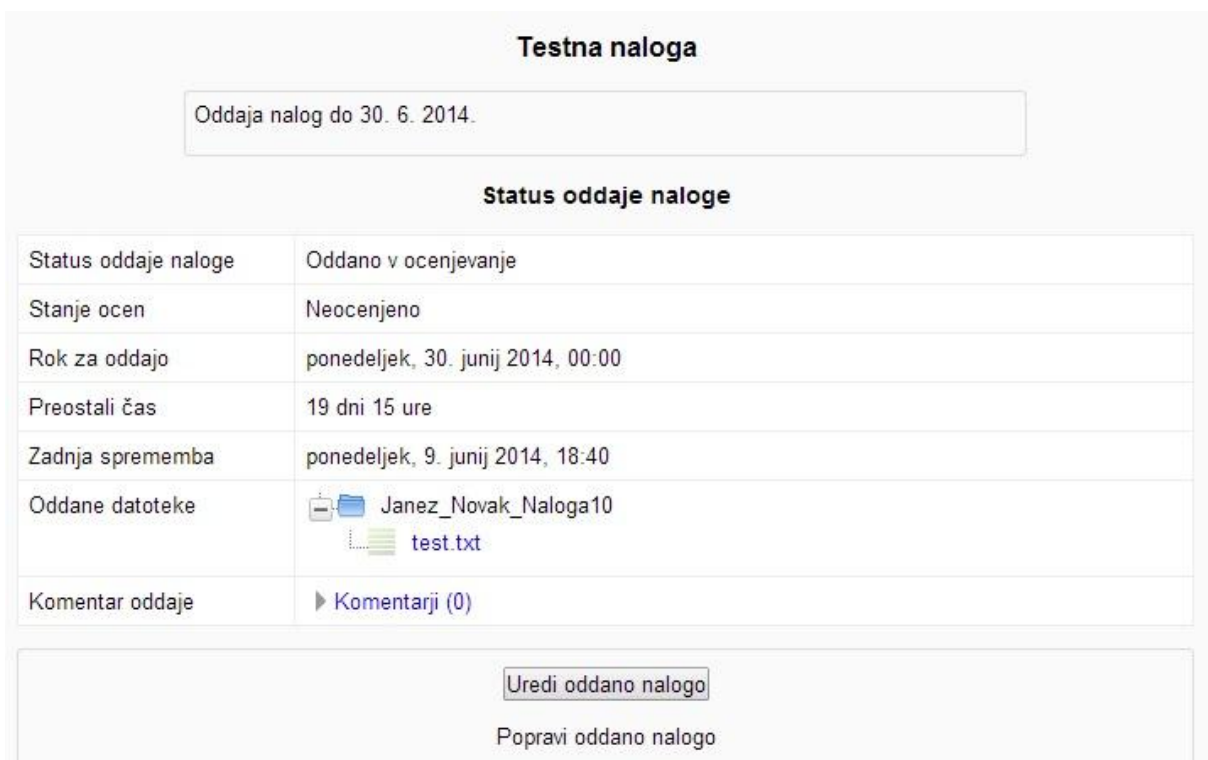 Testna naloga
Oddaja nalog do 30. 6. 2014.
Status oddaje naloge
Status oddaje naloge Oddano v ocenjevanje
Stanje ocen Neocenjeno
Rok za oddajo ponedeljek, 30. junij 2014, 00:00
Preostali čas 19 dni 15 ure
Zadnja sprememba ponedeljek, 9. junij 2014, 18:40
Oddane datoteke Janez_Novak_Naloga10
test.txt
Komentar oddaje Komentarji (0)
Uredi oddano nalogo
Popravi oddano nalogo